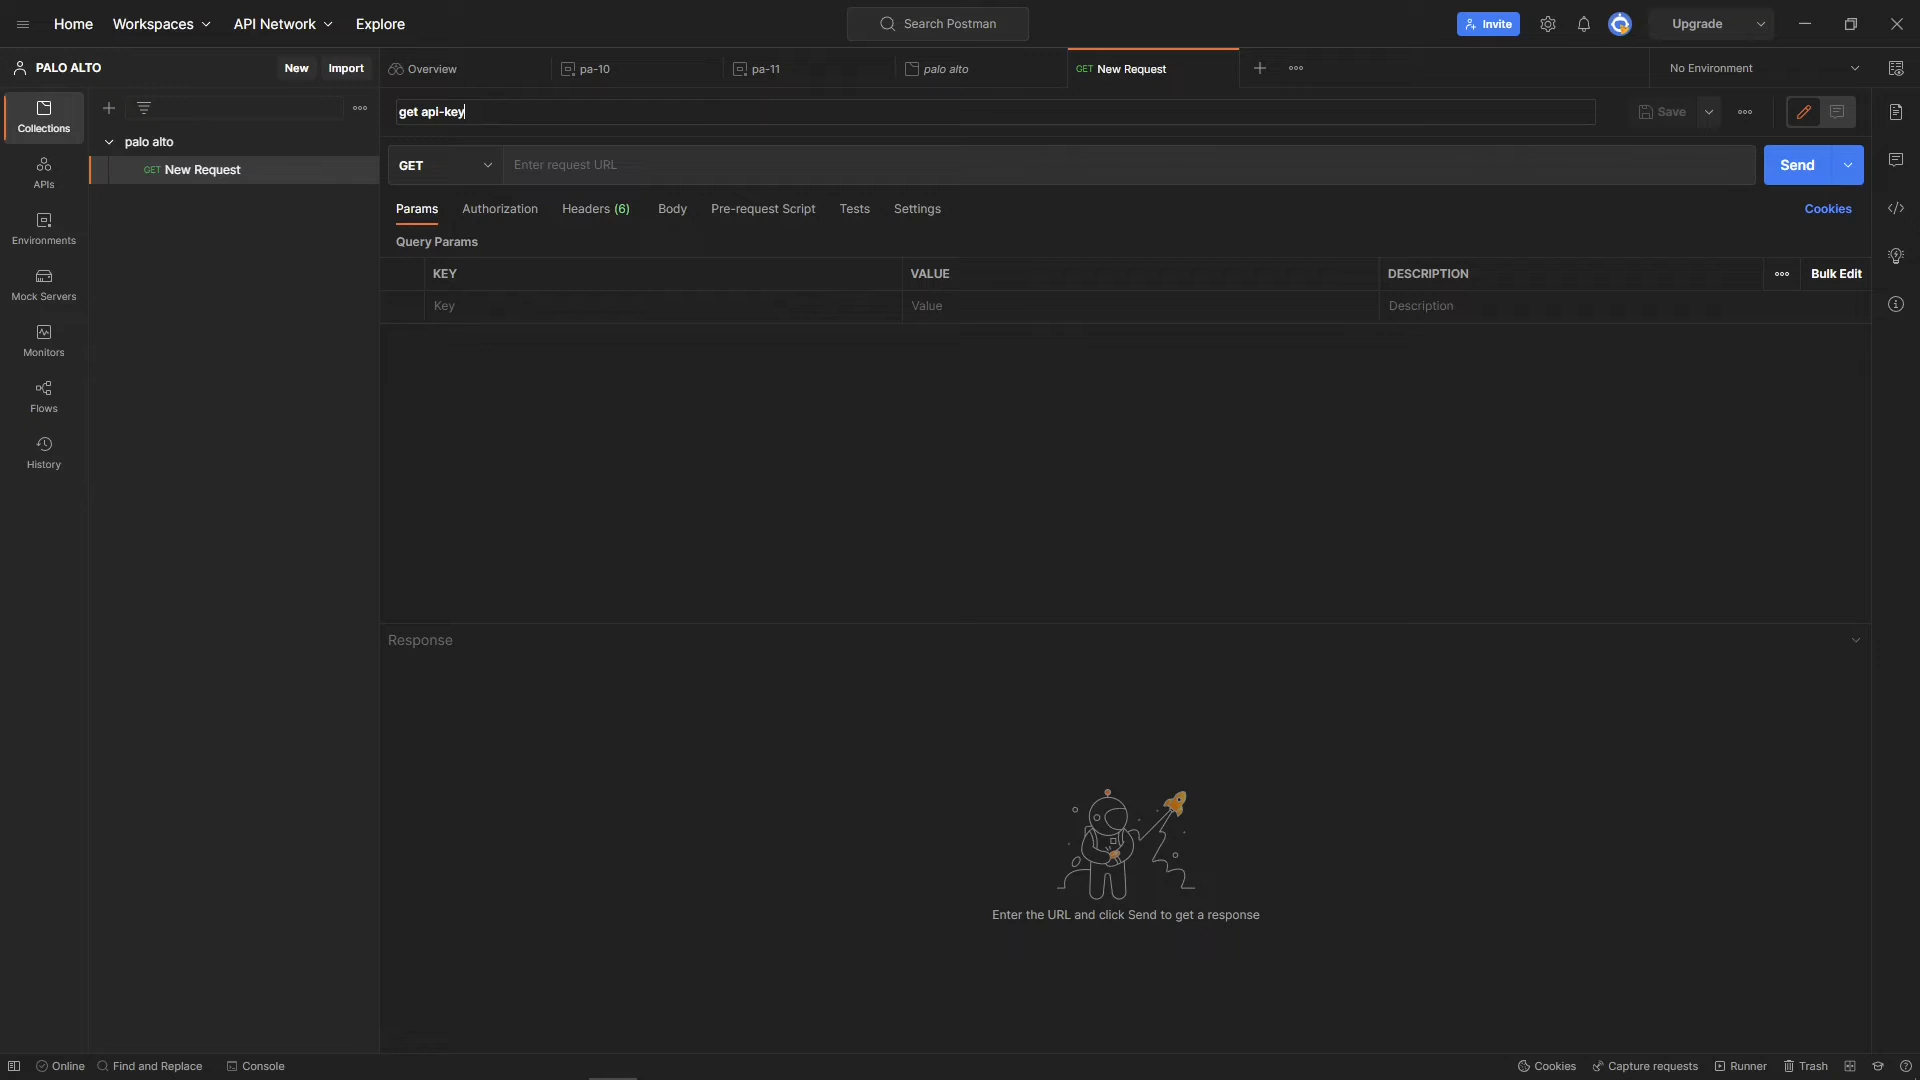 Home Workspaces API Network Explore
Search Postman
Invite Upgrade
PALO ALTO New Import
Overview pa-10 pa-11 palo alto GET New Request No Environment
Collections
get api-key
Save
palo alto
GET New Request
GET Enter request URL Send
APIs
Params Authorization Headers (6) Body Pre-request Script Tests Settings Cookies
Environments
Query Params
KEY VALUE DESCRIPTION Bulk Edit
Key Value Description
Mock Servers
Monitors
Flows
History
Response
Enter the URL and click Send to get a response
Online Find and Replace Console Cookies Capture requests Runner Trash